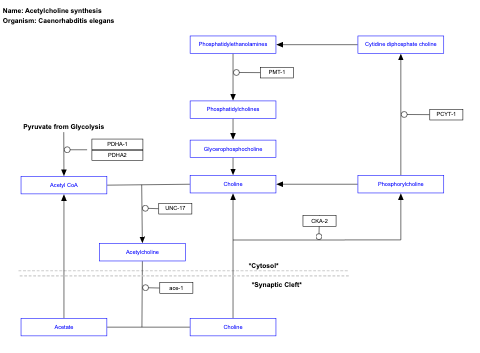 Name: Acetylcholine synthesis
Organism: Caenorhabditis elegans
Phosphatidylethanolamines
Cytidine diphosphate choline
PMT-1
Phosphatidylcholines
PCYT-1
Pyruvate from Glycolysis
PDHA-1
PDHA2
Glycerophosphocholine
Acetyl CoA
Choline
Phosphorylcholine
UNC-17
CKA-2
Acetylcholine
*Cytosol*
*Synaptic Cleft*
ace-1
Acetate
Choline